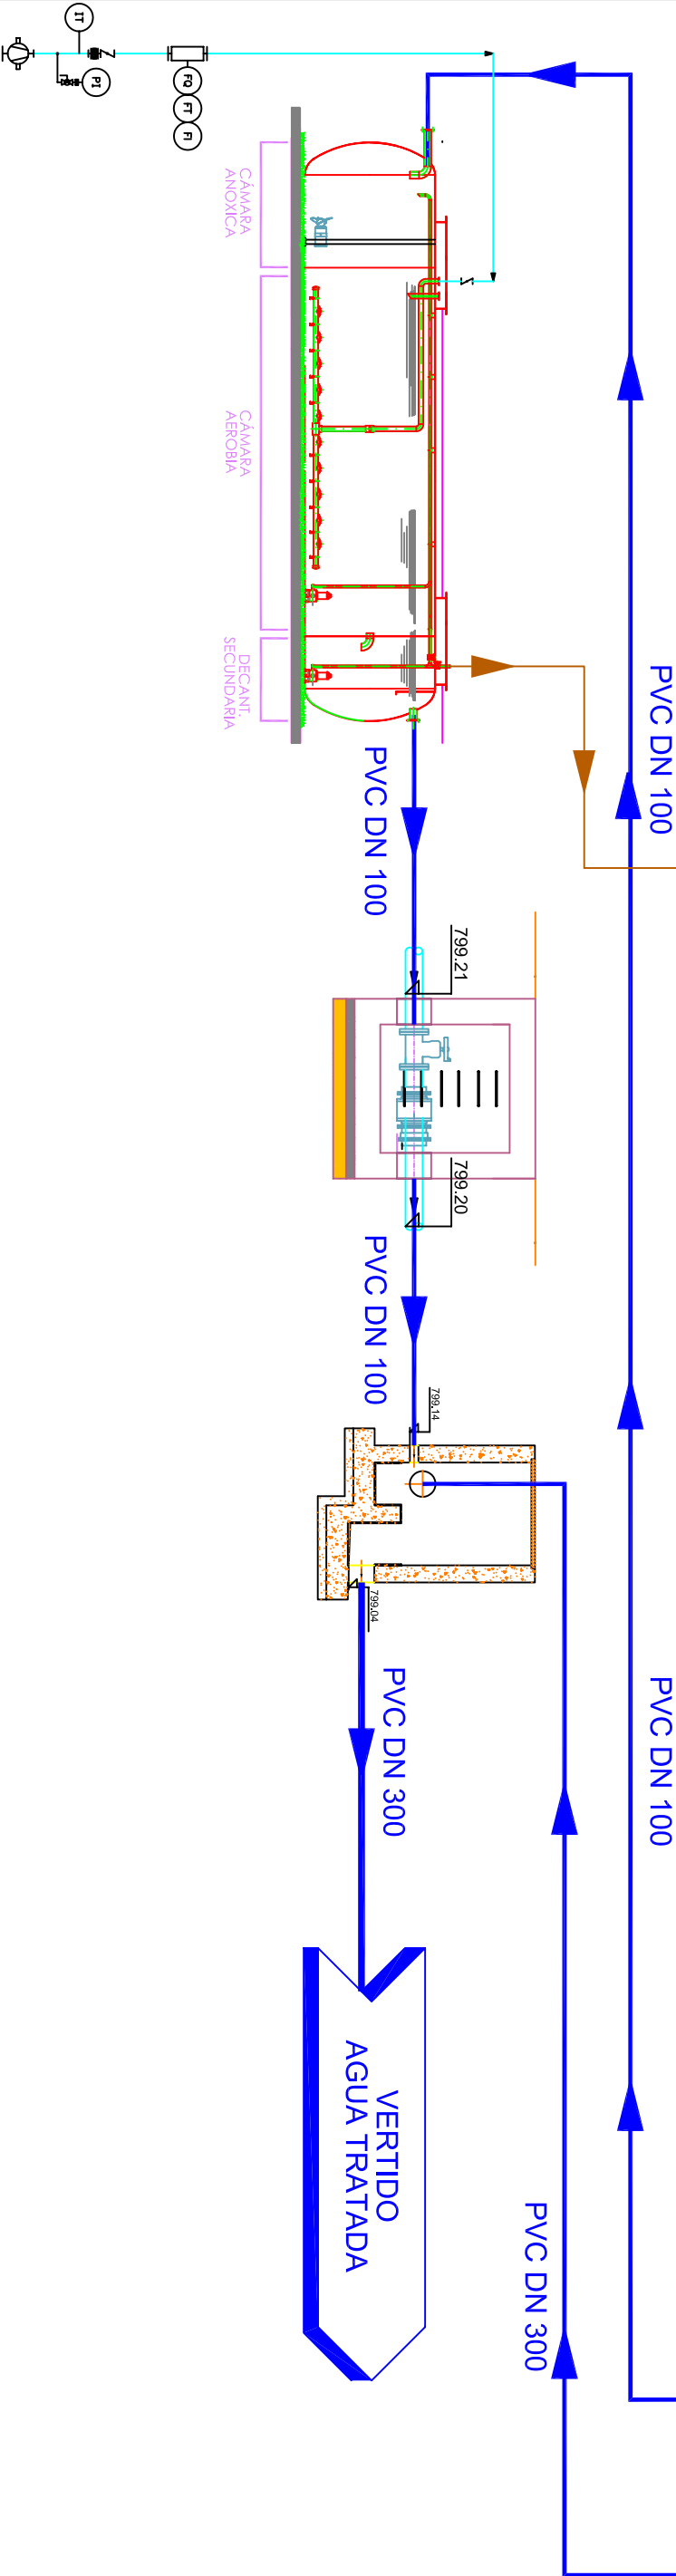 IT
PI
FQ
FT
FI
CÁMARA
ANOXICA
CÁMARA
AEROBIA
DECANT.
SECUNDARIA
PVC DN 100
PVC DN 100
799.21
799.20
PVC DN 100
799.14
799.04
PVC DN 300
PVC DN 100
VERTIDO
AGUA TRATADA
PVC DN 300